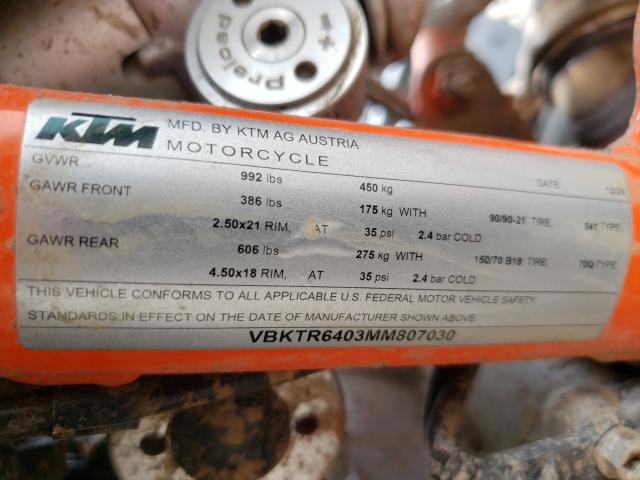 preload - +
KTM MFD. BY KTM AG AUSTRIA
MOTORCYCLE
GVWR 992 lbs 450 kg DATE: 12/20
GAWR FRONT 386 lbs 175 kg WITH 90/90-21 TIRE, 54T TYPE,
2.50x21 RIM, AT 35 psi 2.4 bar COLD
GAWR REAR 606 lbs 275 kg WITH 150/70 B18 TIRE, 70Q TYPE,
4.50x18 RIM, AT 35 psi 2.4 bar COLD
THIS VEHICLE CONFORMS TO ALL APPLICABLE U.S. FEDERAL MOTOR VEHICLE SAFETY
STANDARDS IN EFFECT ON THE DATE OF MANUFACTURER SHOWN ABOVE.
VBKTR6403MM807030